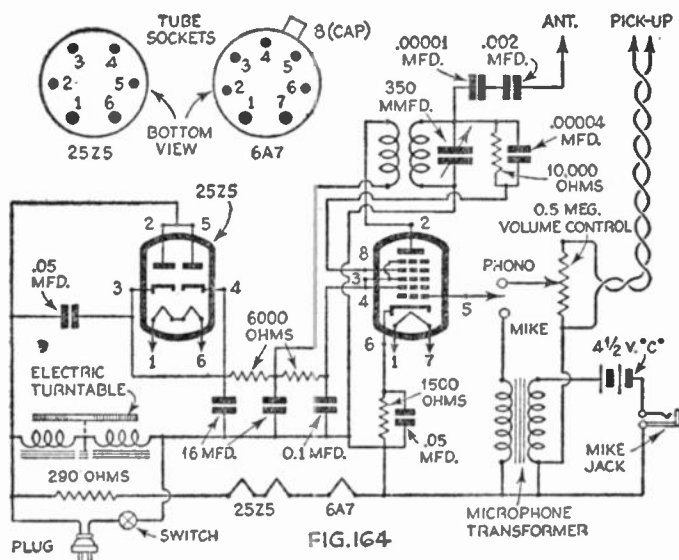 TUBE
SOCKETS
8 (CAP)
3 4
2 5
1 6
25Z5
BOTTOM
VIEW
4
3 5
2 6
1 7
6A7
ANT.
PICK-UP
.00001
MFD.
.002
MFD.
350
MMFD.
.00004
MFD.
10,000
OHMS
0.5 MEG.
VOLUME CONTROL
25Z5
2 5
.05
MFD.
3 4
1 6
2
8
3
4
5
6
1 7
PHONO
MIKE
6000
OHMS
ELECTRIC
TURNTABLE
16 MFD.
0.1 MFD.
1500
OHMS
.05
MFD.
4½ V. "C"
MIKE
JACK
290 OHMS
25Z5
6A7
MICROPHONE
TRANSFORMER
SWITCH
PLUG
FIG.164